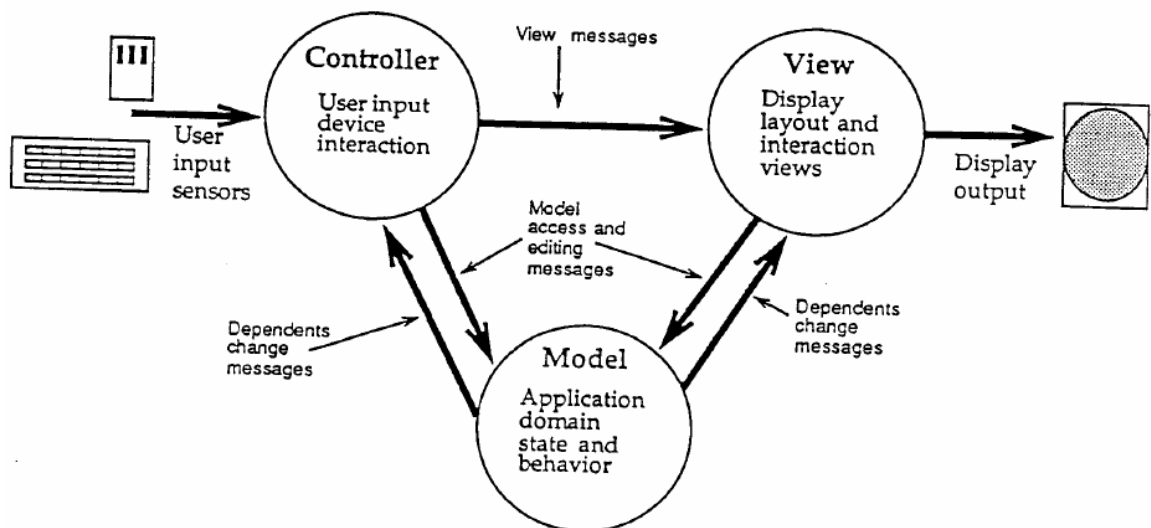 View messages
Controller
User input
device
interaction
View
Display
layout and
interaction
views
User
input
sensors
Display
output
Model
access and
editing
messages
Dependents
change
messages
Dependents
change
messages
Model
Application
domain
state and
behavior